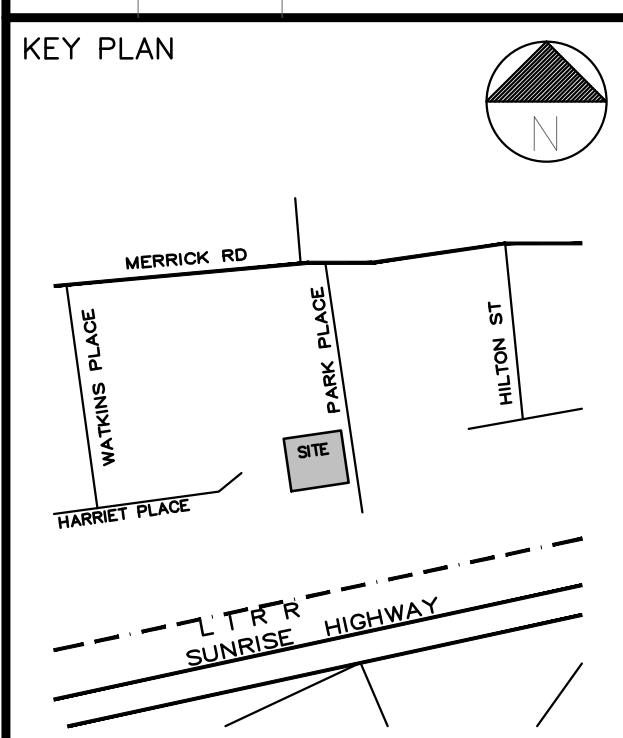 KEY PLAN
N
MERRICK RD
WATKINS PLACE
PARK PLACE
HILTON ST
SITE
HARRIET PLACE
L T R R
SUNRISE HIGHWAY